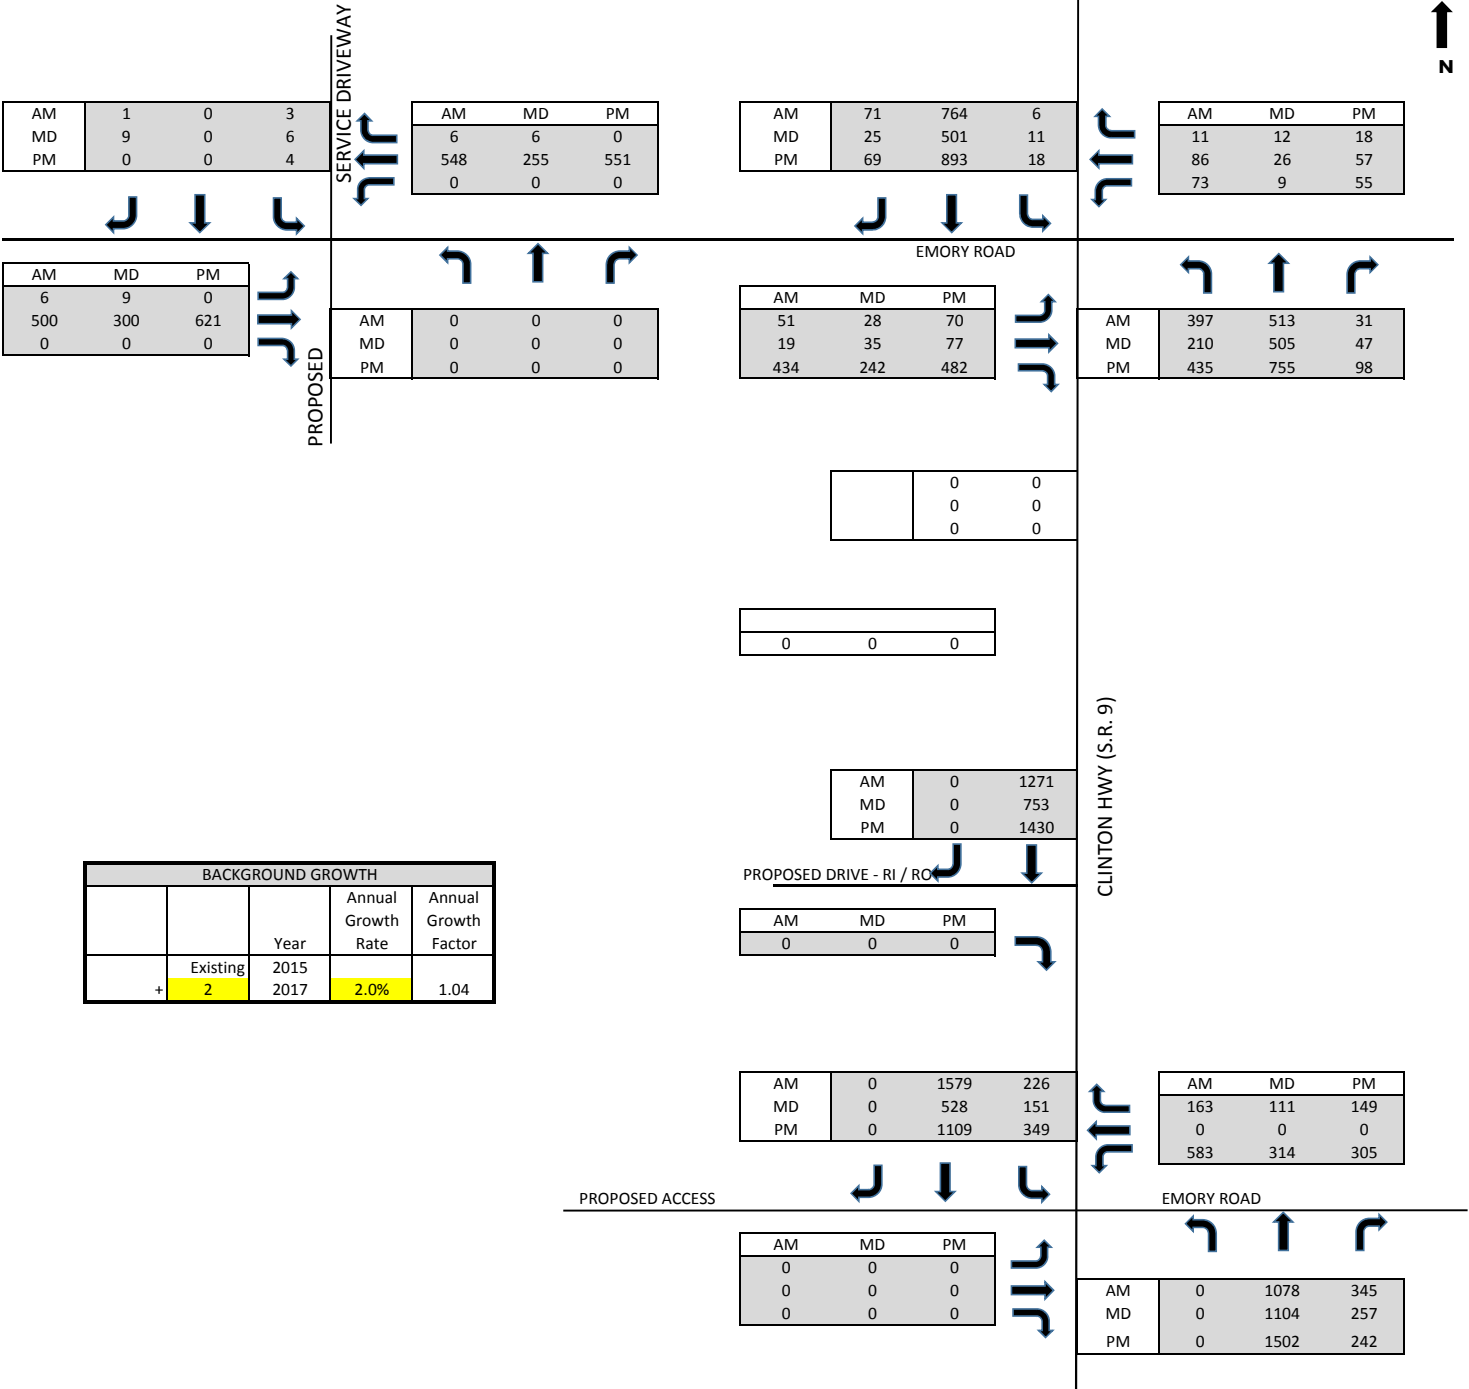 SERVICE DRIVEWAY
N
AM 1 0 3
MD 9 0 6
PM 0 0 4
AM MD PM
6 6 0
548 255 551
0 0 0
AM 71 764 6
MD 25 501 11
PM 69 893 18
AM MD PM
11 12 18
86 26 57
73 9 55
EMORY ROAD
AM MD PM
6 9 0
500 300 621
0 0 0
PROPOSED
AM 0 0 0
MD 0 0 0
PM 0 0 0
AM MD PM
51 28 70
19 35 77
434 242 482
AM 397 513 31
MD 210 505 47
PM 435 755 98
0 0
0 0
0 0
0 0 0
CLINTON HWY (S.R. 9)
AM 0 1271
MD 0 753
PM 0 1430
PROPOSED DRIVE - RI / RO
AM MD PM
0 0 0
BACKGROUND GROWTH
Annual Annual
Growth Growth
Year Rate Factor
Existing 2015
+ 2 2017 2.0% 1.04
AM 0 1579 226
MD 0 528 151
PM 0 1109 349
AM MD PM
163 111 149
0 0 0
583 314 305
PROPOSED ACCESS
EMORY ROAD
AM MD PM
0 0 0
0 0 0
0 0 0
AM 0 1078 345
MD 0 1104 257
PM 0 1502 242